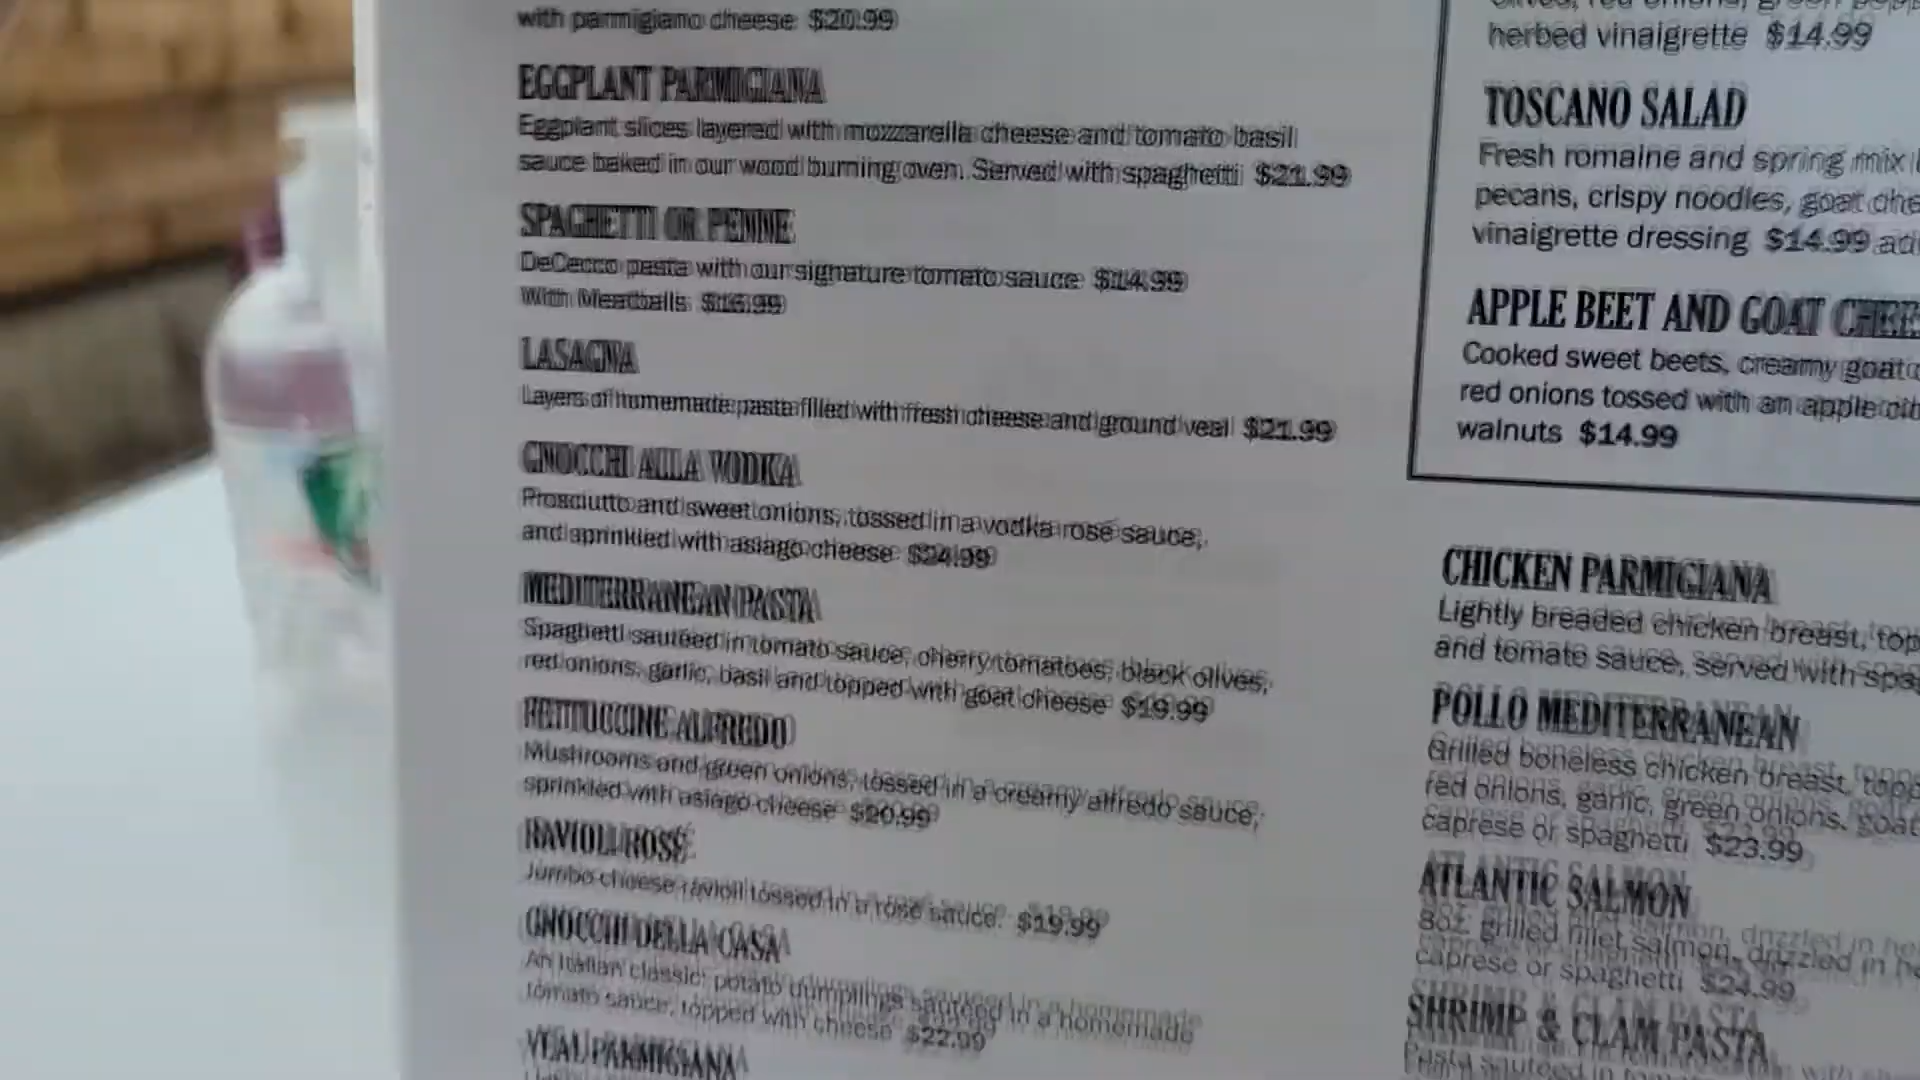 with parmigiano cheese $20.99
EGGPLANT PARMIGIANA
Eggplant slices layered with mozzarella cheese and tomato basil
sauce baked in our wood burning oven. Served with spaghetti $21.99
SPAGHETTI OR PENNE
DeCecco pasta with our signature tomato sauce $14.99
With Meatballs $16.99
LASAGNA
Layers of homemade pasta filled with fresh cheese and ground veal $21.99
GNOCCHI ALLA VODKA
Prosciutto and sweet onions, tossed in a vodka rosé sauce,
and sprinkled with asiago cheese $24.99
MEDITERRANEAN PASTA
Spaghetti sautéed in tomato sauce, cherry tomatoes, black olives,
red onions, garlic, basil and topped with goat cheese $19.99
FETTUCCINE ALFREDO
Mushrooms and green onions, tossed in a creamy alfredo sauce,
sprinkled with asiago cheese $20.99
RAVIOLI ROSÉ
Jumbo cheese ravioli tossed in a rosé sauce. $19.99
GNOCCHI DELLA CASA
An Italian classic: potato dumplings sautéed in a homemade
tomato sauce, topped with cheese $22.99
VEAL PARMIGIANA
herbed vinaigrette $14.99
TOSCANO SALAD
Fresh romaine and spring mix
pecans, crispy noodles, goat
vinaigrette dressing $14.99
APPLE BEET AND GOAT
Cooked sweet beets, creamy goat
red onions tossed with an apple
walnuts $14.99
CHICKEN PARMIGIANA
Lightly breaded chicken breast,
and tomato sauce, served with
POLLO MEDITERRANEAN
Grilled boneless chicken breast,
red onions, garlic, green onions, goat
caprese or spaghetti $23.99
ATLANTIC SALMON
8oz grilled fillet salmon, drizzled in
caprese or spaghetti $24.99
SHRIMP & CLAM PASTA
Pasta sautéed in